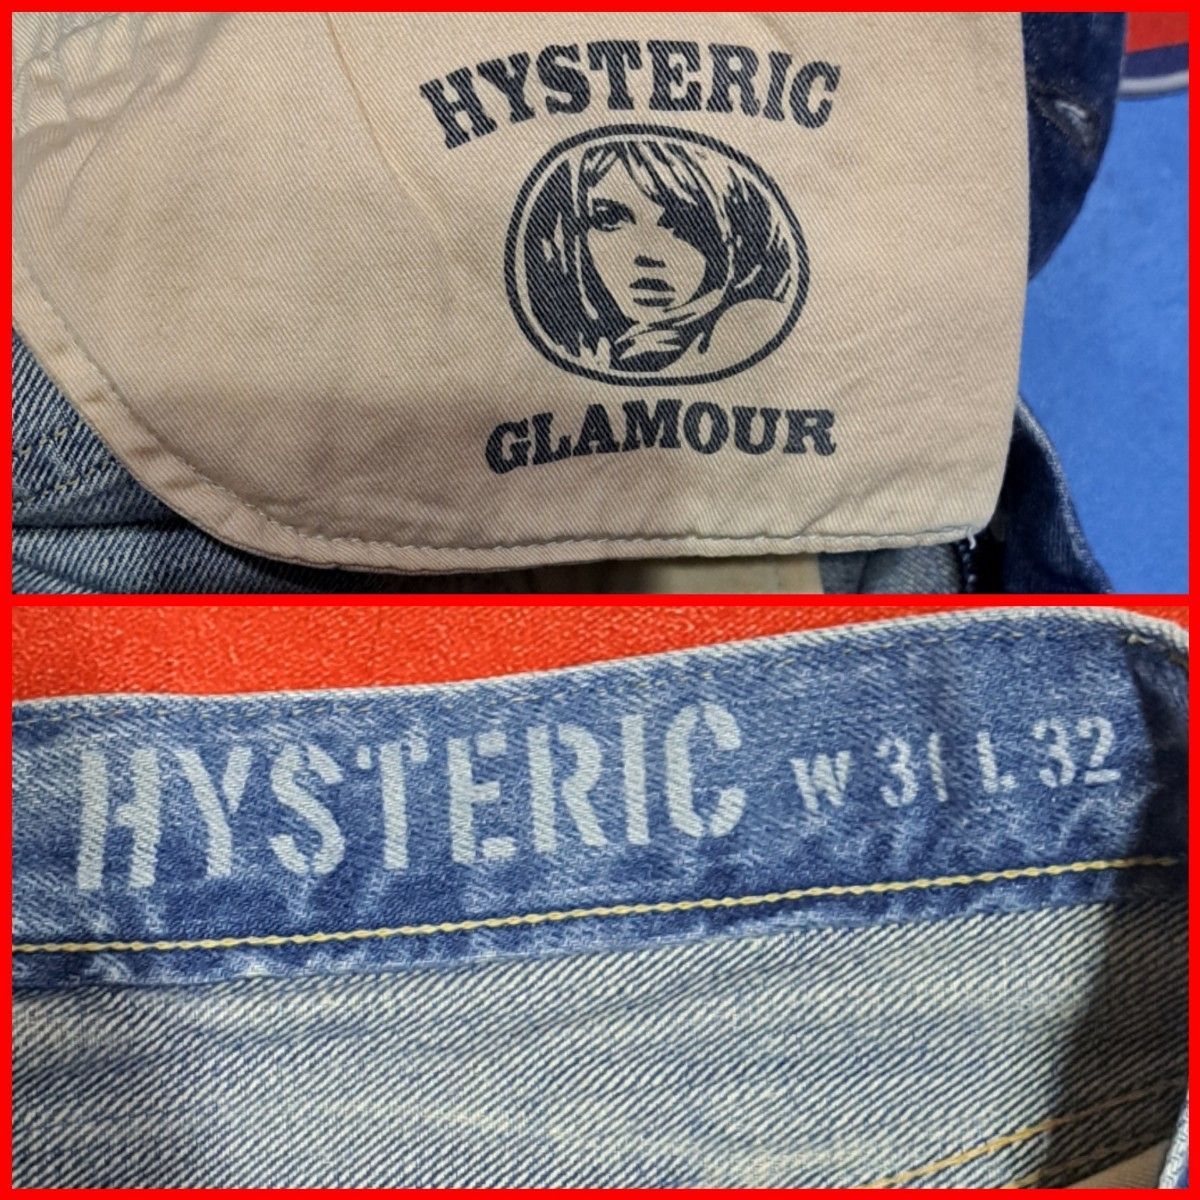 HYSTERIC
GLAMOUR
HYSTERIC W 31 L 32